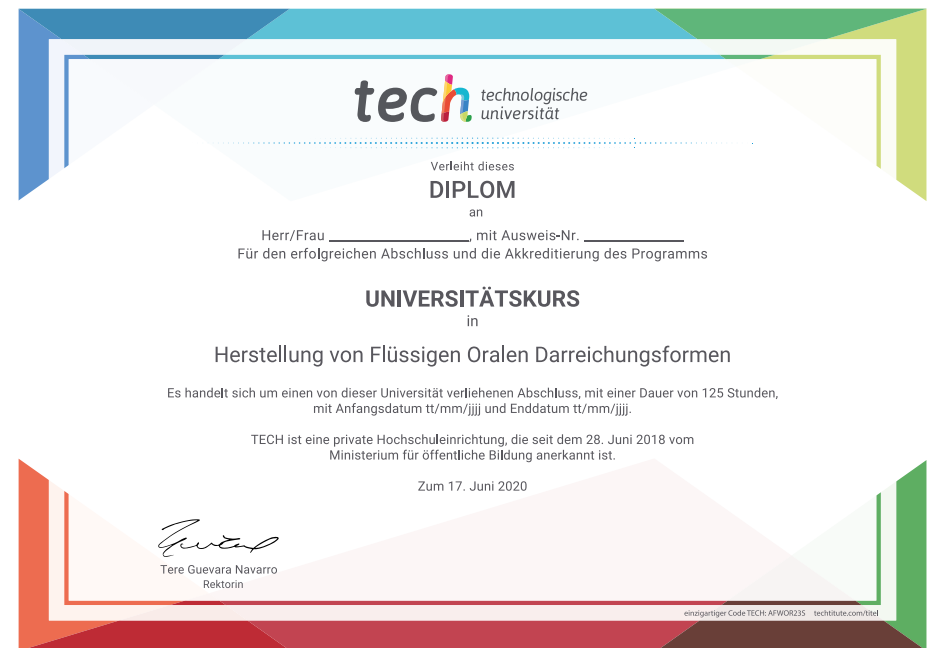 tech technologische
universität
Verleiht dieses
DIPLOM
an
Herr/Frau ____________________, mit Ausweis-Nr. ______________
Für den erfolgreichen Abschluss und die Akkreditierung des Programms
UNIVERSITÄTSKURS
in
Herstellung von Flüssigen Oralen Darreichungsformen
Es handelt sich um einen von dieser Universität verliehenen Abschluss, mit einer Dauer von 125 Stunden,
mit Anfangsdatum tt/mm/jjjj und Enddatum tt/mm/jjjj.
TECH ist eine private Hochschuleinrichtung, die seit dem 28. Juni 2018 vom
Ministerium für öffentliche Bildung anerkannt ist.
Zum 17. Juni 2020
Tere Guevara Navarro
Rektorin
einzigartiger Code TECH: AFWOR23S techtitute.com/titel